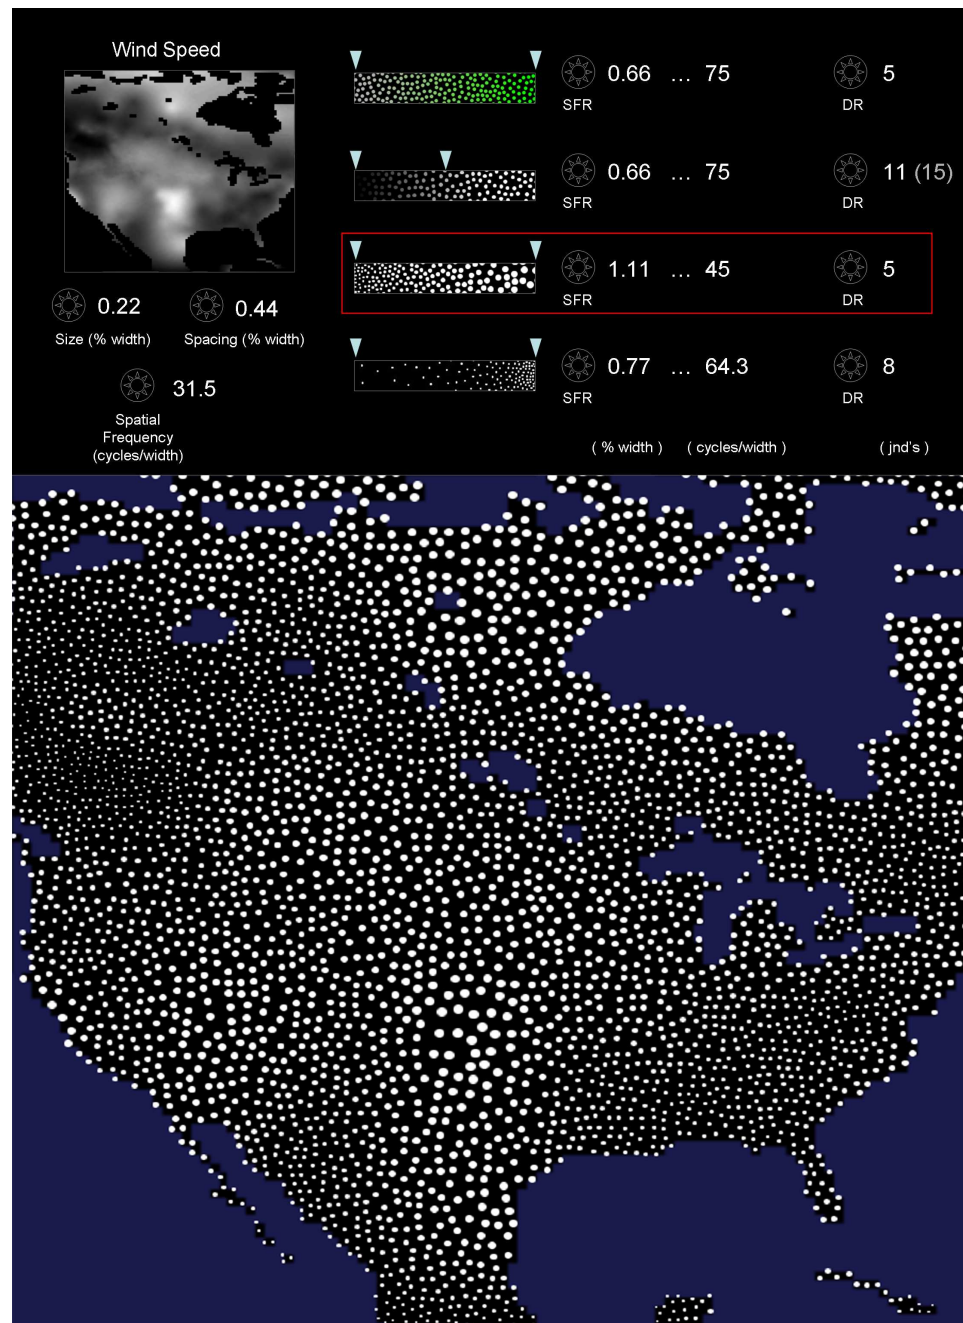 Wind Speed
0.22
Size (% width)
0.44
Spacing (% width)
31.5
Spatial
Frequency
(cycles/width)
0.66 ... 75
SFR
5
DR
0.66 ... 75
SFR
11 (15)
DR
1.11 ... 45
SFR
5
DR
0.77 ... 64.3
SFR
8
DR
( % width ) ( cycles/width ) ( jnd's )